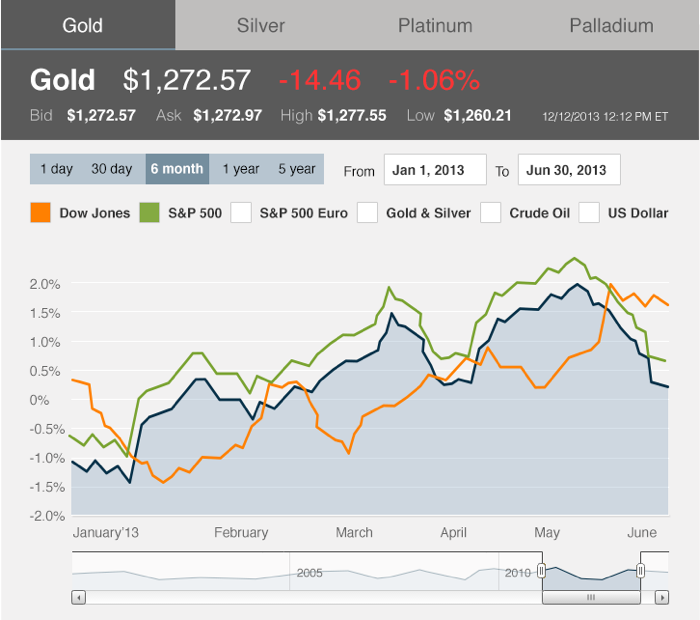 Gold Silver Platinum Palladium
Gold $1,272.57 -14.46 -1.06%
Bid $1,272.57 Ask $1,272.97 High $1,277.55 Low $1,260.21 12/12/2013 12:12 PM ET
1 day 30 day 6 month 1 year 5 year From Jan 1, 2013 To Jun 30, 2013
Dow Jones S&P 500 S&P 500 Euro Gold & Silver Crude Oil US Dollar
2.0%
1.5%
1.0%
0.5%
0%
-0.5%
-1.0%
-1.5%
-2.0%
January'13 February March April May June
2005 2010